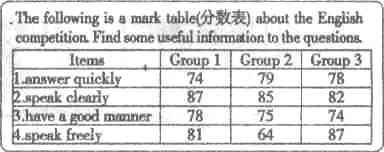 .The following is a mark table(分数表) about the English
competition. Find some useful information to the questions.
Items Group 1 Group 2 Group 3
1.answer quickly 74 79 78
2.speak clearly 87 85 82
3.have a good manner 78 75 74
4.speak freely 81 64 87